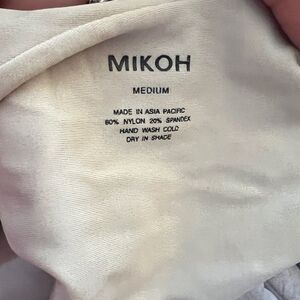 MIKOH
MEDIUM
MADE IN ASIA PACIFIC
80% NYLON 20% SPANDEX
HAND WASH COLD
DRY IN SHADE